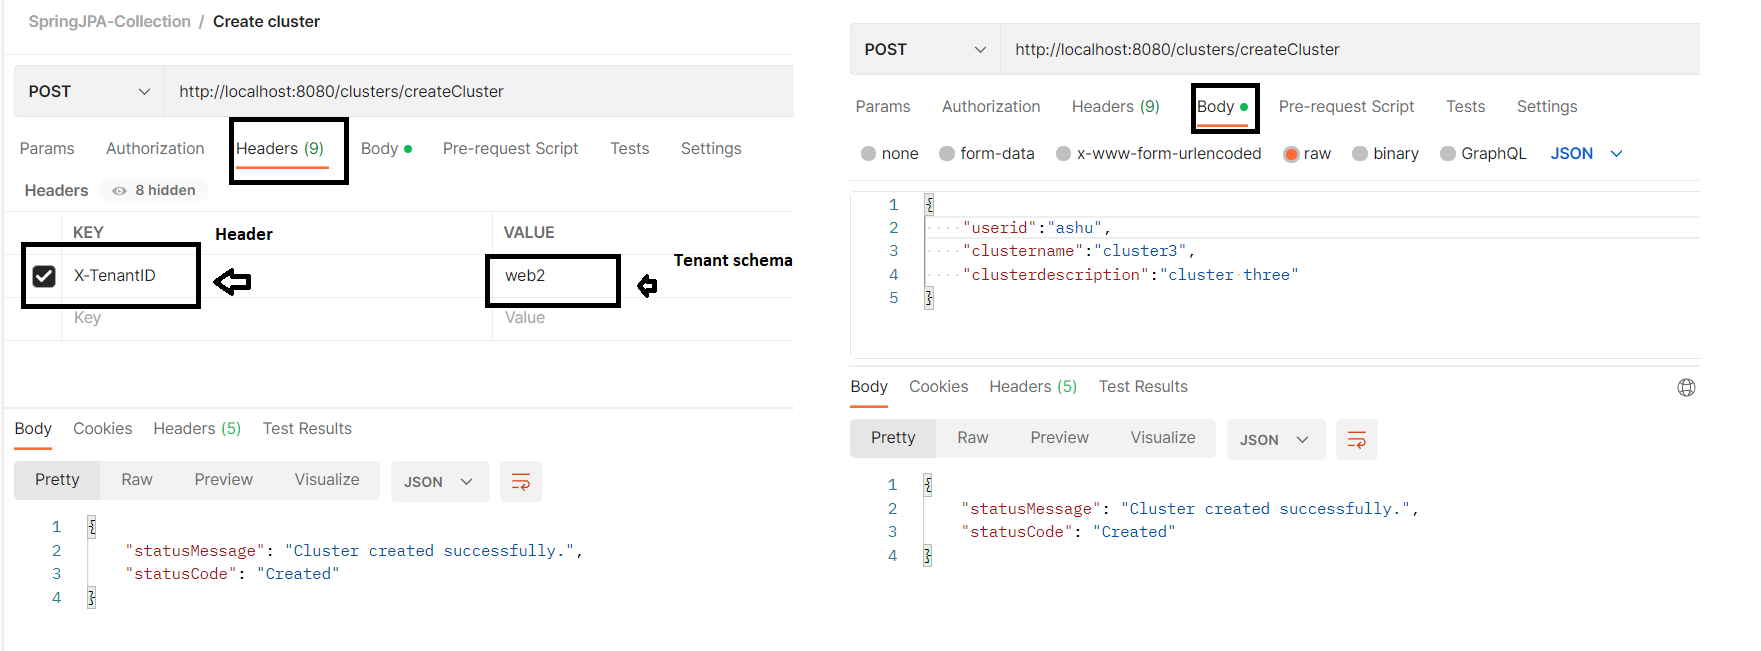 SpringJPA-Collection / Create cluster
POST http://localhost:8080/clusters/createCluster
Params Authorization Headers (9) Body Pre-request Script Tests Settings
Headers 8 hidden
KEY Header VALUE
X-TenantID web2 Tenant schema
Key Value
Body Cookies Headers (5) Test Results
Pretty Raw Preview Visualize JSON
1 {
2 "statusMessage": "Cluster created successfully.",
3 "statusCode": "Created"
4 }
POST http://localhost:8080/clusters/createCluster
Params Authorization Headers (9) Body Pre-request Script Tests Settings
none form-data x-www-form-urlencoded raw binary GraphQL JSON
1 {
2 "userid":"ashu",
3 "clustername":"cluster3",
4 "clusterdescription":"cluster three"
5 }
Body Cookies Headers (5) Test Results
Pretty Raw Preview Visualize JSON
1 {
2 "statusMessage": "Cluster created successfully.",
3 "statusCode": "Created"
4 }